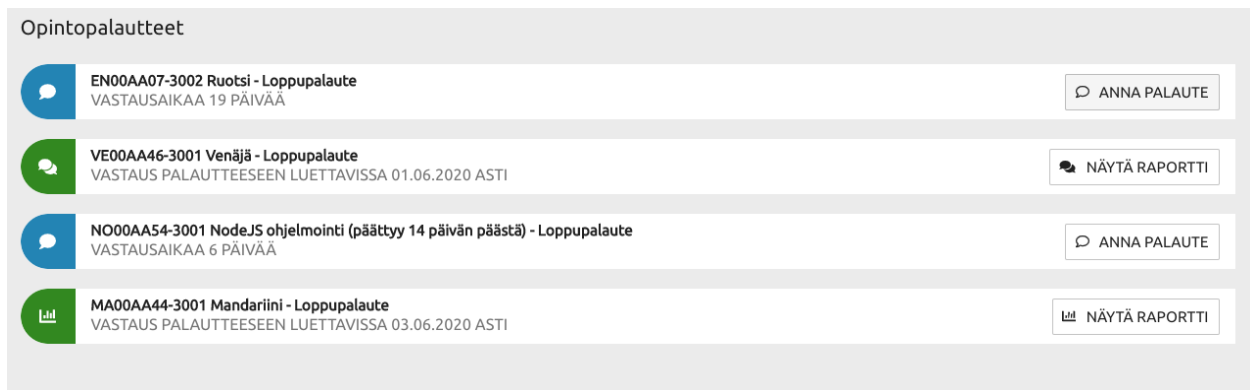 Opintopalautteet
EN00AA07-3002 Ruotsi - Loppupalaute
VASTAUSAIKAA 19 PÄIVÄÄ
ANNA PALAUTE
VE00AA46-3001 Venäjä - Loppupalaute
VASTAUS PALAUTTEESEEN LUETTAVISSA 01.06.2020 ASTI
NÄYTÄ RAPORTTI
NO00AA54-3001 NodeJS ohjelmointi (päättyy 14 päivän päästä) - Loppupalaute
VASTAUSAIKAA 6 PÄIVÄÄ
ANNA PALAUTE
MA00AA44-3001 Mandariini - Loppupalaute
VASTAUS PALAUTTEESEEN LUETTAVISSA 03.06.2020 ASTI
NÄYTÄ RAPORTTI